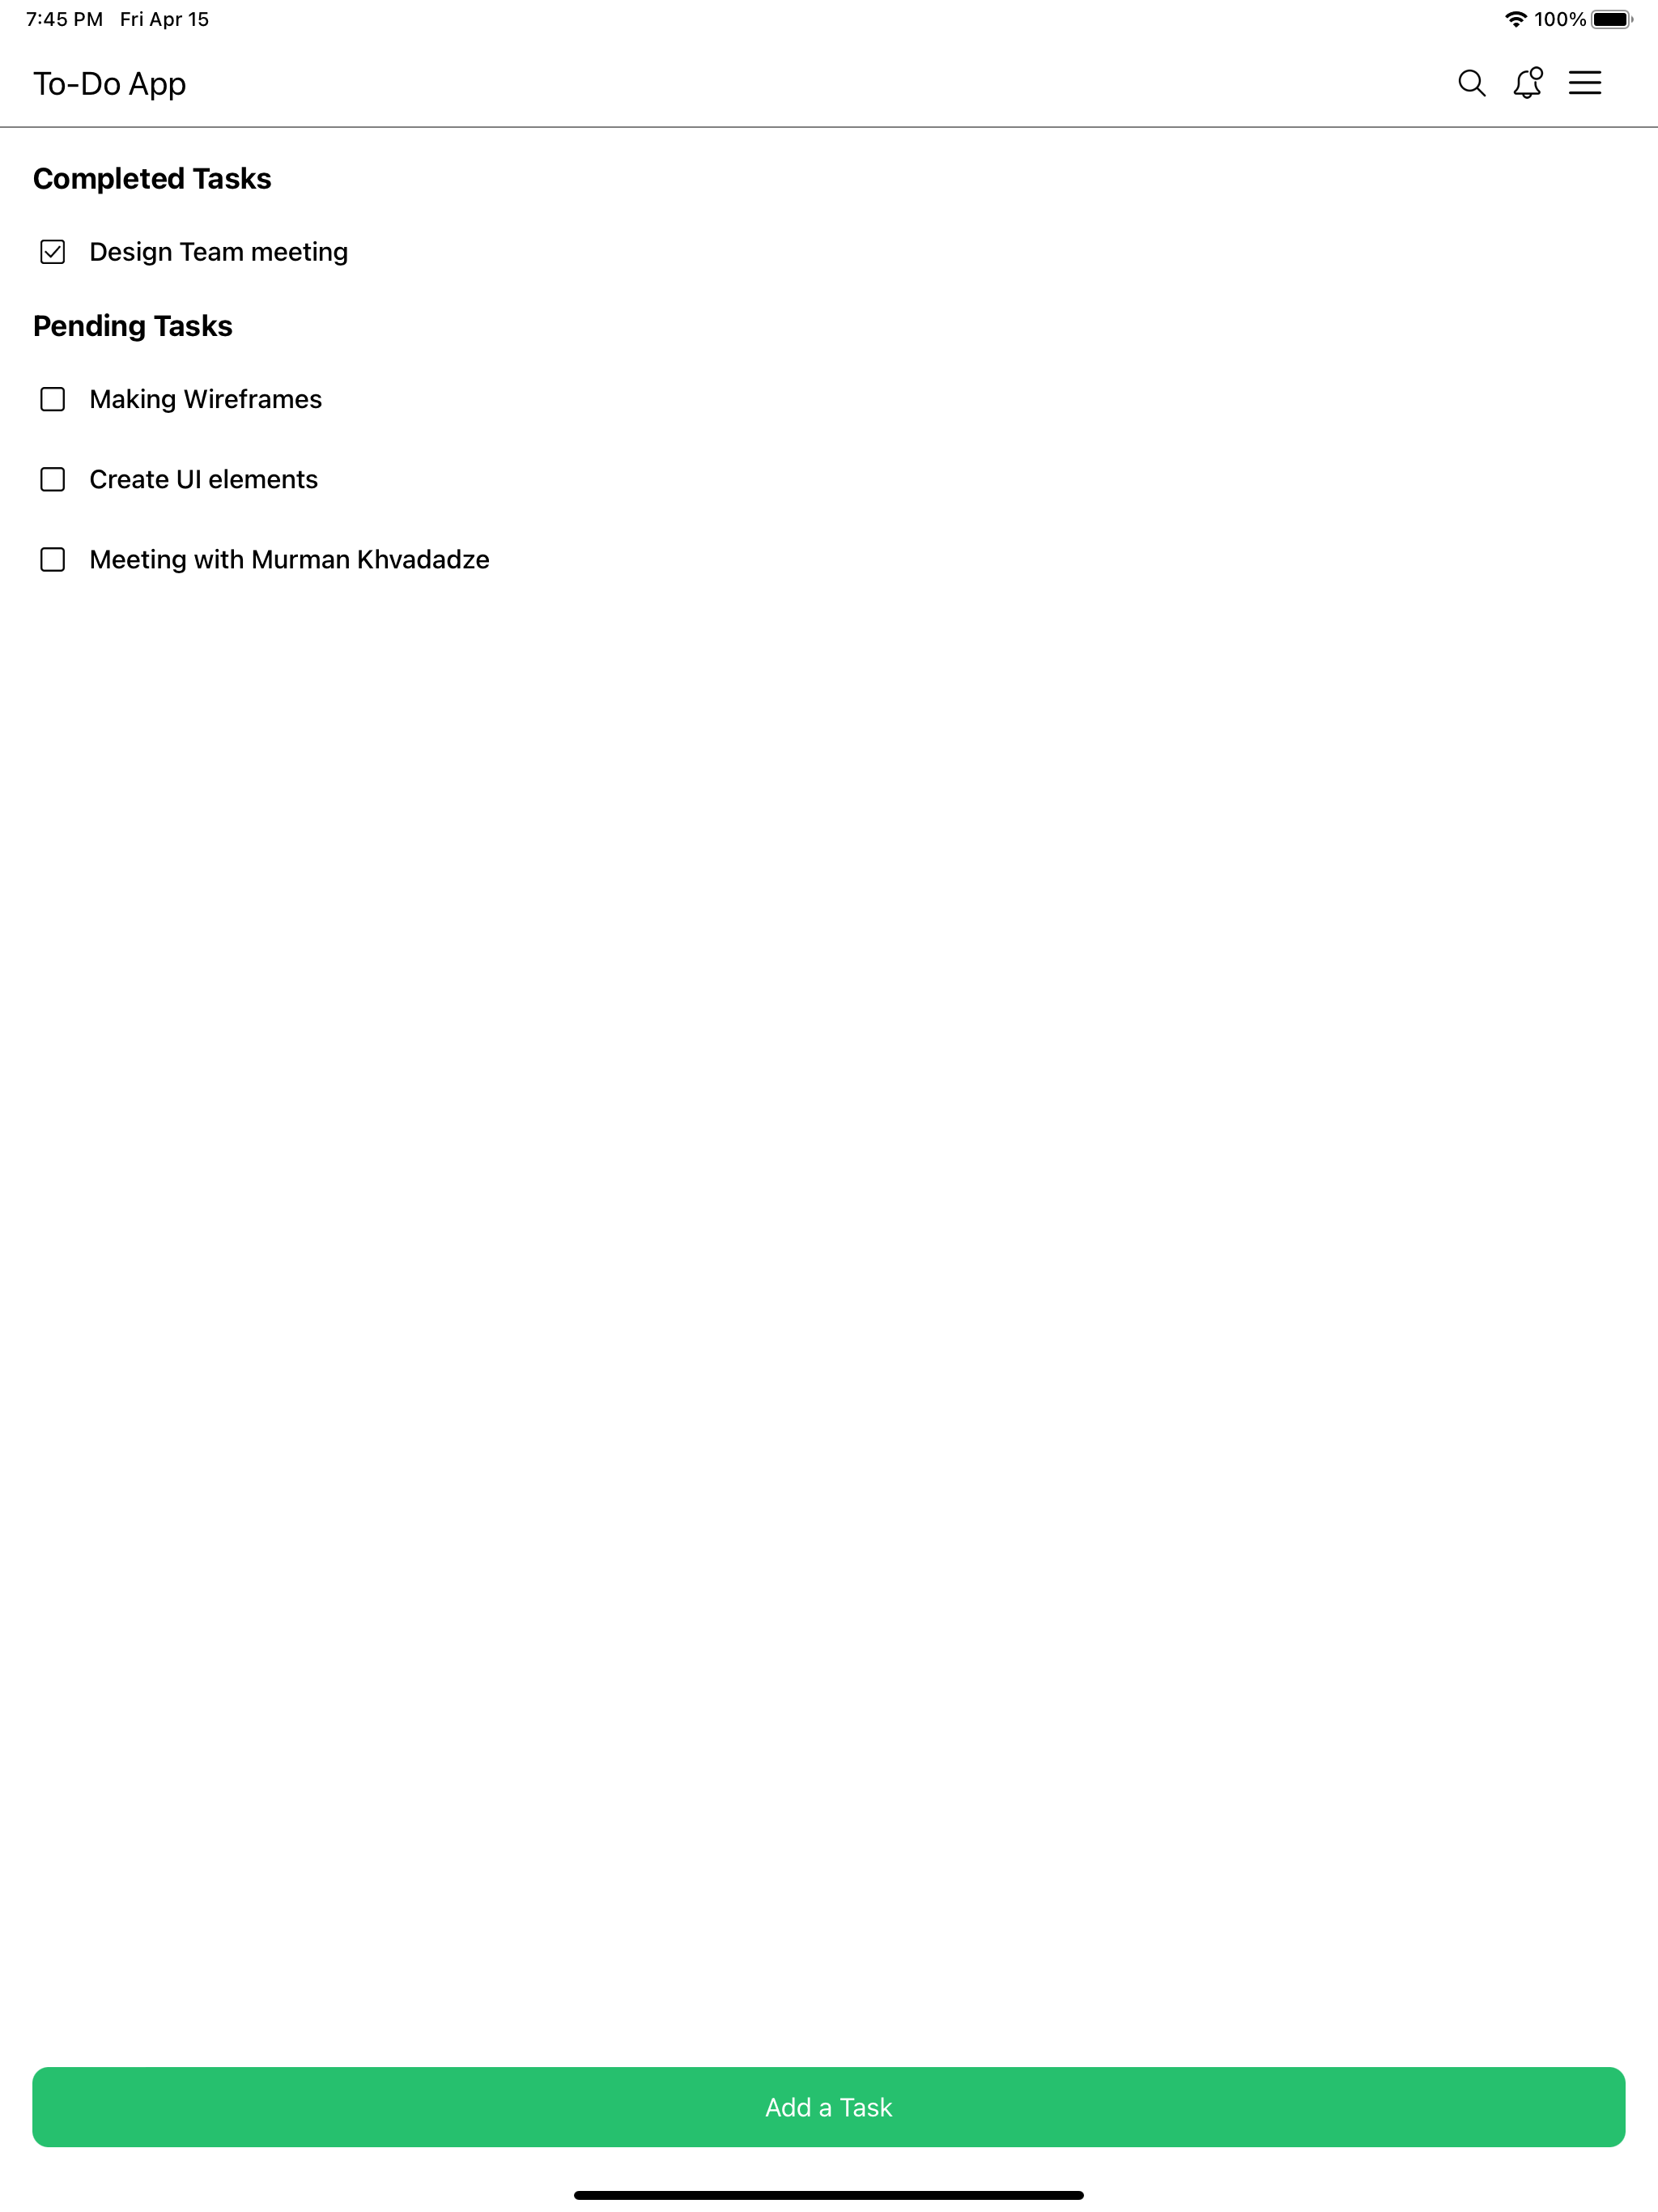 7:45 PM Fri Apr 15 100%
To-Do App
Completed Tasks
Design Team meeting
Pending Tasks
Making Wireframes
Create UI elements
Meeting with Murman Khvadadze
Add a Task